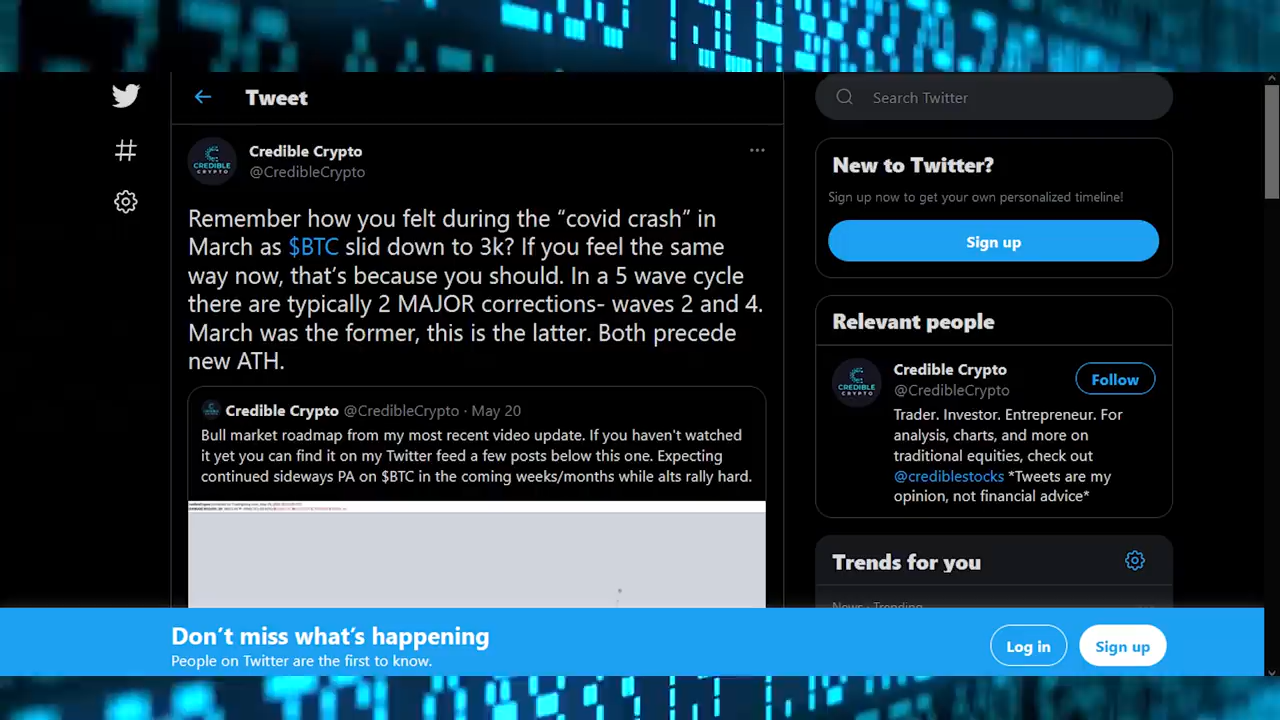 Tweet
Search Twitter
CREDIBLE
CRYPTO
Credible Crypto
@CredibleCrypto
Remember how you felt during the “covid crash” in
March as $BTC slid down to 3k? If you feel the same
way now, that’s because you should. In a 5 wave cycle
there are typically 2 MAJOR corrections- waves 2 and 4.
March was the former, this is the latter. Both precede
new ATH.
Credible Crypto @CredibleCrypto · May 20
Bull market roadmap from my most recent video update. If you haven't watched
it yet you can find it on my Twitter feed a few posts below this one. Expecting
continued sideways PA on $BTC in the coming weeks/months while alts rally hard.
New to Twitter?
Sign up now to get your own personalized timeline!
Sign up
Relevant people
CREDIBLE
CRYPTO
Credible Crypto
@CredibleCrypto
Follow
Trader. Investor. Entrepreneur. For
analysis, charts, and more on
traditional equities, check out
@crediblestocks *Tweets are my
opinion, not financial advice*
Trends for you
News · Trending
Don’t miss what’s happening
People on Twitter are the first to know.
Log in
Sign up